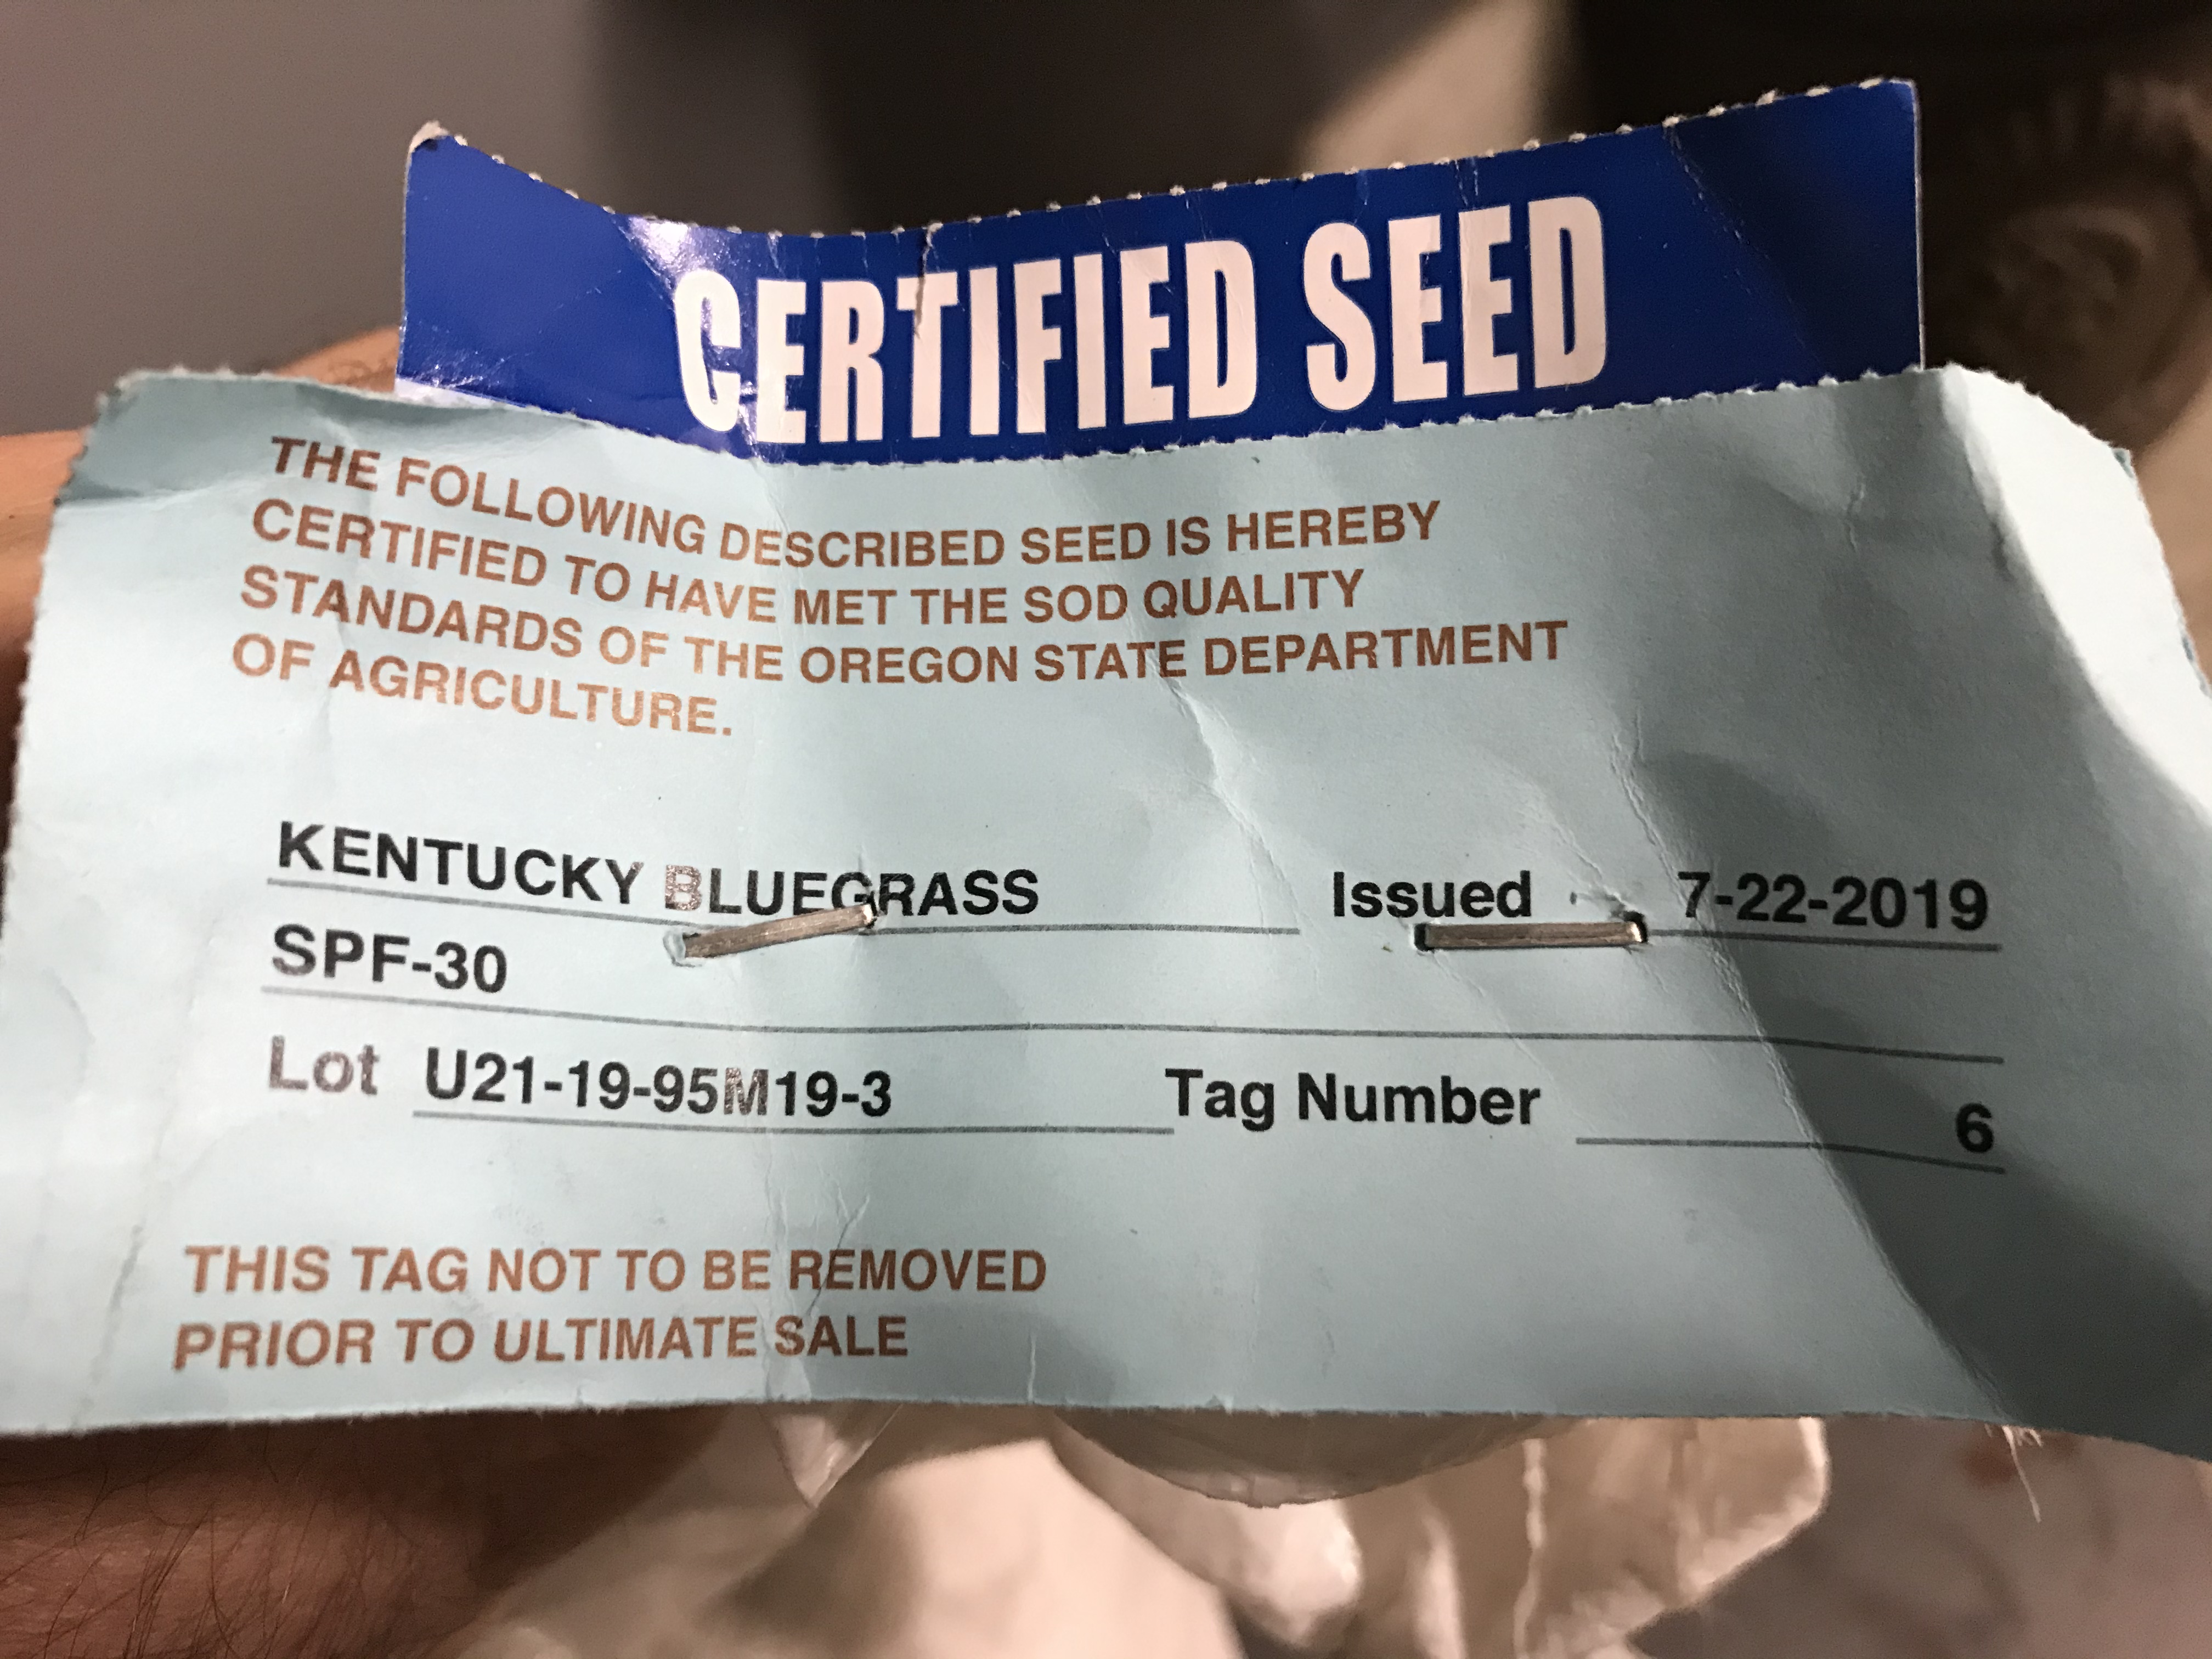 CERTIFIED SEED
THE FOLLOWING DESCRIBED SEED IS HEREBY
CERTIFIED TO HAVE MET THE SOD QUALITY
STANDARDS OF THE OREGON STATE DEPARTMENT
OF AGRICULTURE.
KENTUCKY BLUEGRASS Issued 7-22-2019
SPF-30
Lot U21-19-95M19-3 Tag Number 6
THIS TAG NOT TO BE REMOVED
PRIOR TO ULTIMATE SALE